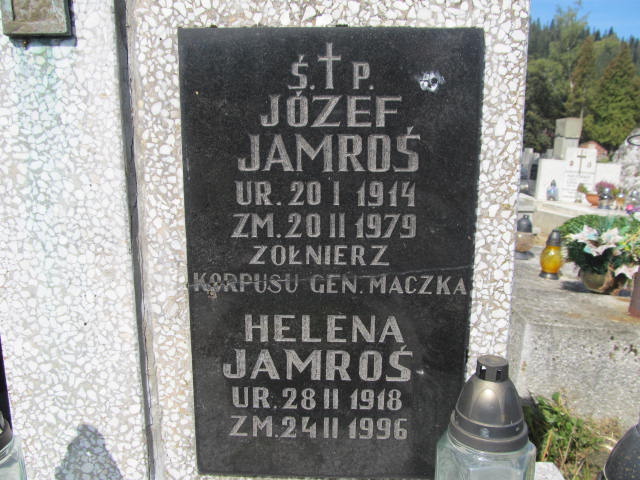 Ś. P.
JÓZEF
JAMROŚ
UR. 20 I 1914
ZM. 20 II 1979
ŻOŁNIERZ
KORPUSU GEN. MACZKA
HELENA
JAMROŚ
UR. 28 II 1918
ZM. 24 II 1996